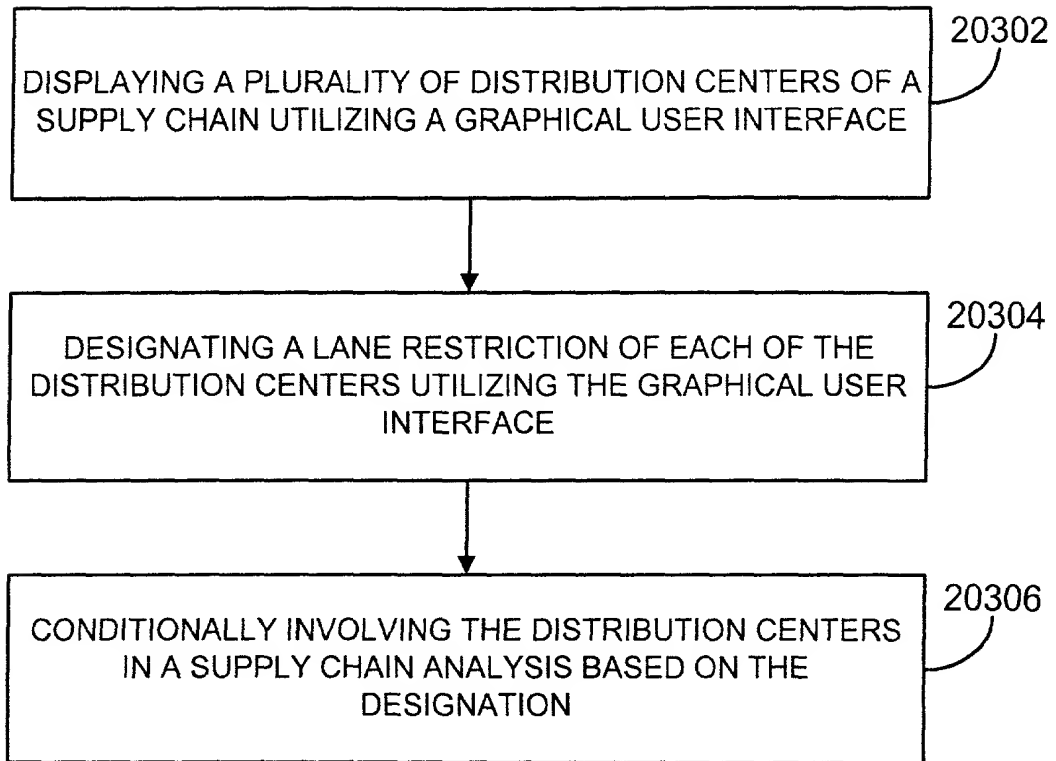 20302
DISPLAYING A PLURALITY OF DISTRIBUTION CENTERS OF A
SUPPLY CHAIN UTILIZING A GRAPHICAL USER INTERFACE
20304
DESIGNATING A LANE RESTRICTION OF EACH OF THE
DISTRIBUTION CENTERS UTILIZING THE GRAPHICAL USER
INTERFACE
20306
CONDITIONALLY INVOLVING THE DISTRIBUTION CENTERS
IN A SUPPLY CHAIN ANALYSIS BASED ON THE
DESIGNATION